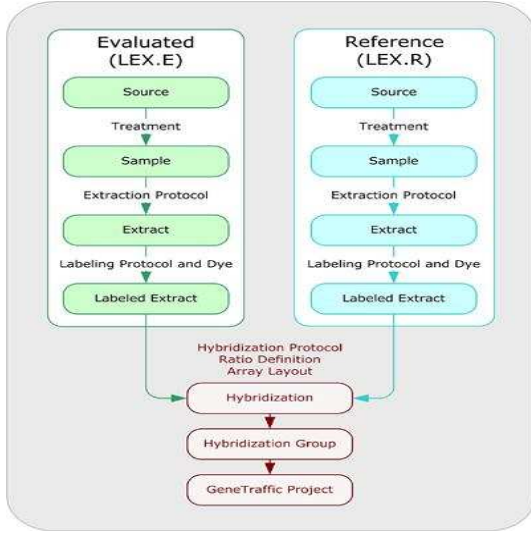 Evaluated
(LEX.E)
Source
Treatment
Sample
Extraction Protocol
Extract
Labeling Protocol and Dye
Labeled Extract
Reference
(LEX.R)
Source
Treatment
Sample
Extraction Protocol
Extract
Labeling Protocol and Dye
Labeled Extract
Hybridization Protocol
Ratio Definition
Array Layout
Hybridization
Hybridization Group
GeneTraffic Project